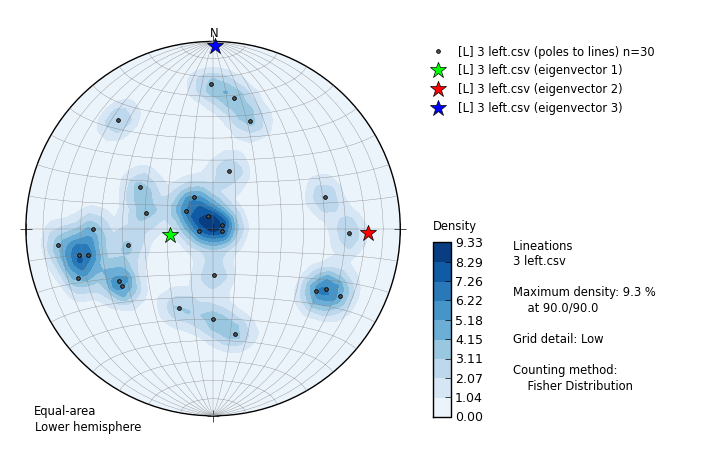 N
[L] 3 left.csv (poles to lines) n=30
[L] 3 left.csv (eigenvector 1)
[L] 3 left.csv (eigenvector 2)
[L] 3 left.csv (eigenvector 3)
Density
9.33
8.29
7.26
6.22
5.18
4.15
3.11
2.07
1.04
0.00
Lineations
3 left.csv
Maximum density: 9.3 %
at 90.0/90.0
Grid detail: Low
Counting method:
Fisher Distribution
Equal-area
Lower hemisphere